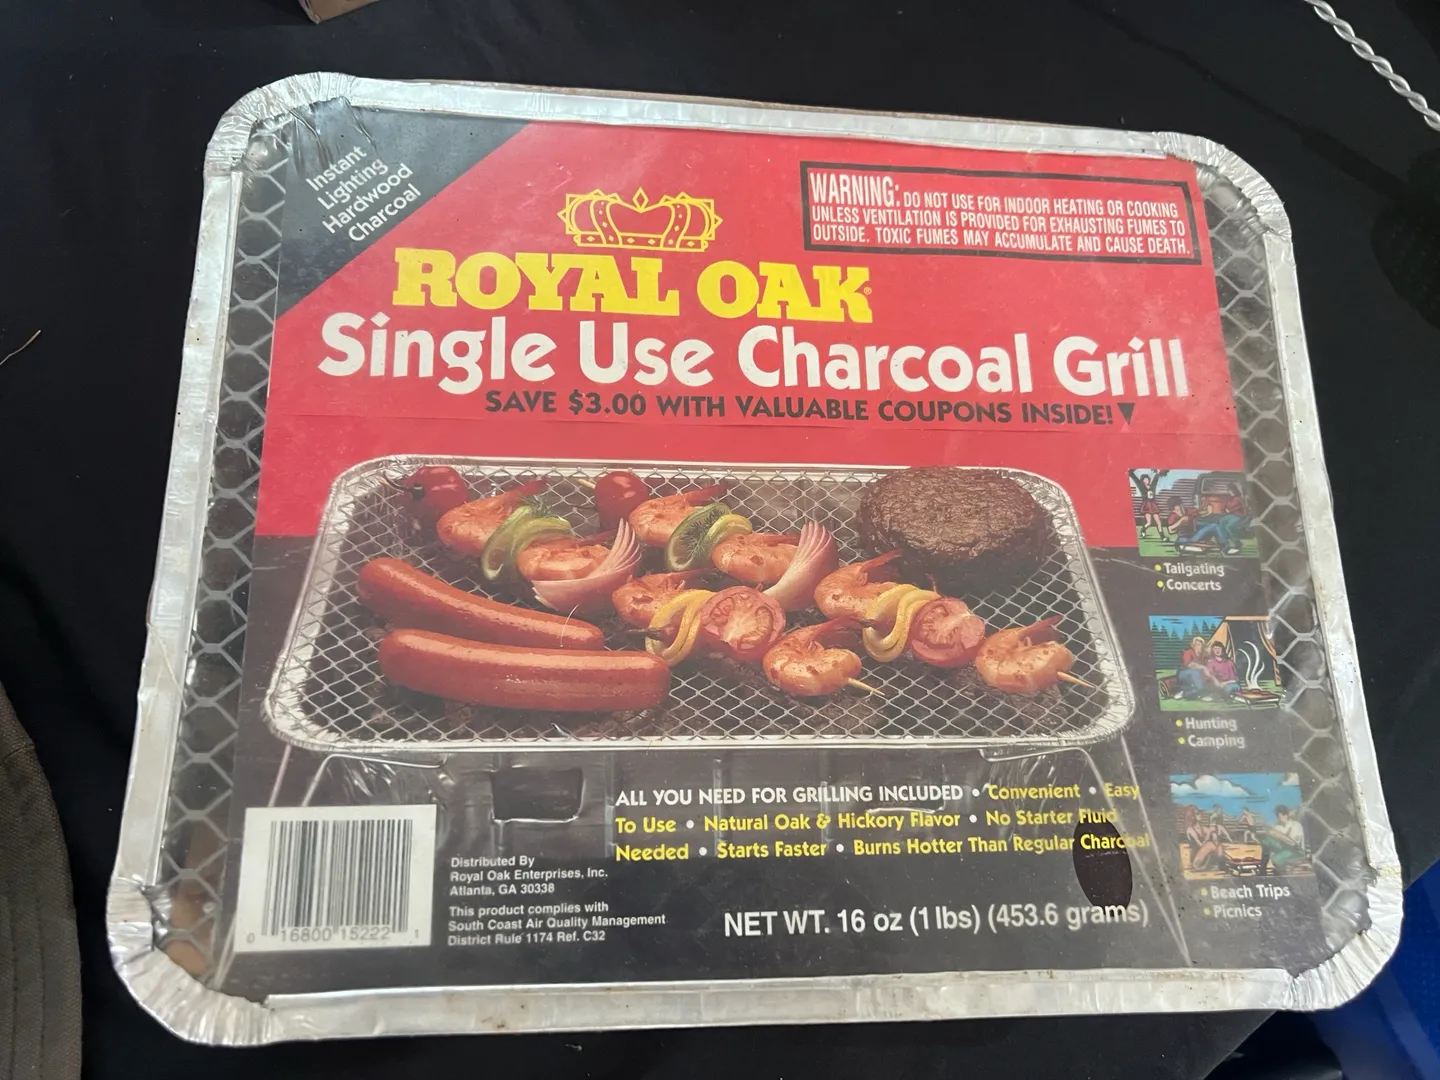 Instant
Lighting
Hardwood
Charcoal
WARNING: DO NOT USE FOR INDOOR HEATING OR COOKING
UNLESS VENTILATION IS PROVIDED FOR EXHAUSTING FUMES TO
OUTSIDE. TOXIC FUMES MAY ACCUMULATE AND CAUSE DEATH.
ROYAL OAK®
Single Use Charcoal Grill
SAVE $3.00 WITH VALUABLE COUPONS INSIDE!▼
• Tailgating
• Concerts
• Hunting
• Camping
• Beach Trips
• Picnics
ALL YOU NEED FOR GRILLING INCLUDED • Convenient • Easy
To Use • Natural Oak & Hickory Flavor • No Starter Fluid
Needed • Starts Faster • Burns Hotter Than Regular Charcoal
Distributed By
Royal Oak Enterprises, Inc.
Atlanta, GA 30338
This product complies with
South Coast Air Quality Management
District Rule 1174 Ref. C32
NET WT. 16 oz (1 lbs) (453.6 grams)
0 16800 15222 1